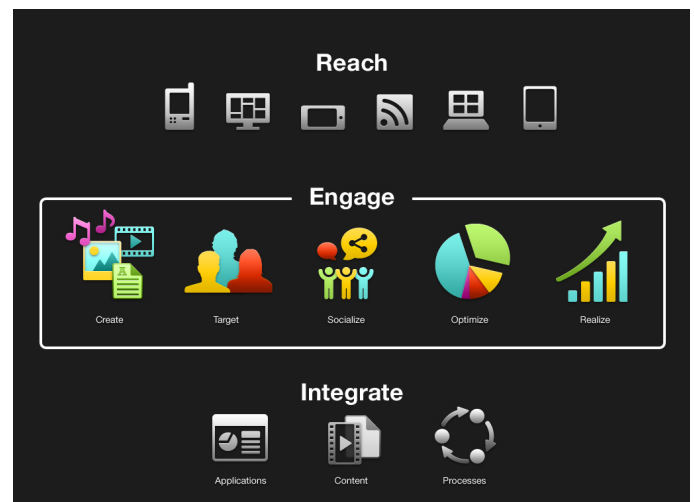 Reach
Engage
Create Target Socialize Optimize Realize
Integrate
Applications Content Processes